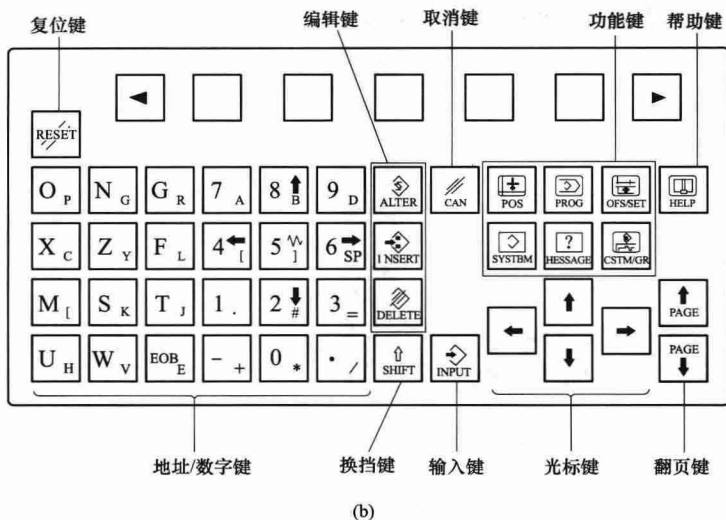 复位键 编辑键 取消键 功能键 帮助键
RESET
O P N G G R 7 A 8 B 9 D ALTER CAN POS PROG OFS/SET HELP
X C Z Y F L 4 [ 5 ] 6 SP INSERT SYSTBM ? HESSAGE CSTM/GR
M [ S K T J 1 . 2 # 3 = DELETE PAGE
U H W V EOB E - + 0 * . / SHIFT INPUT PAGE
地址/数字键 换挡键 输入键 光标键 翻页键
(b)